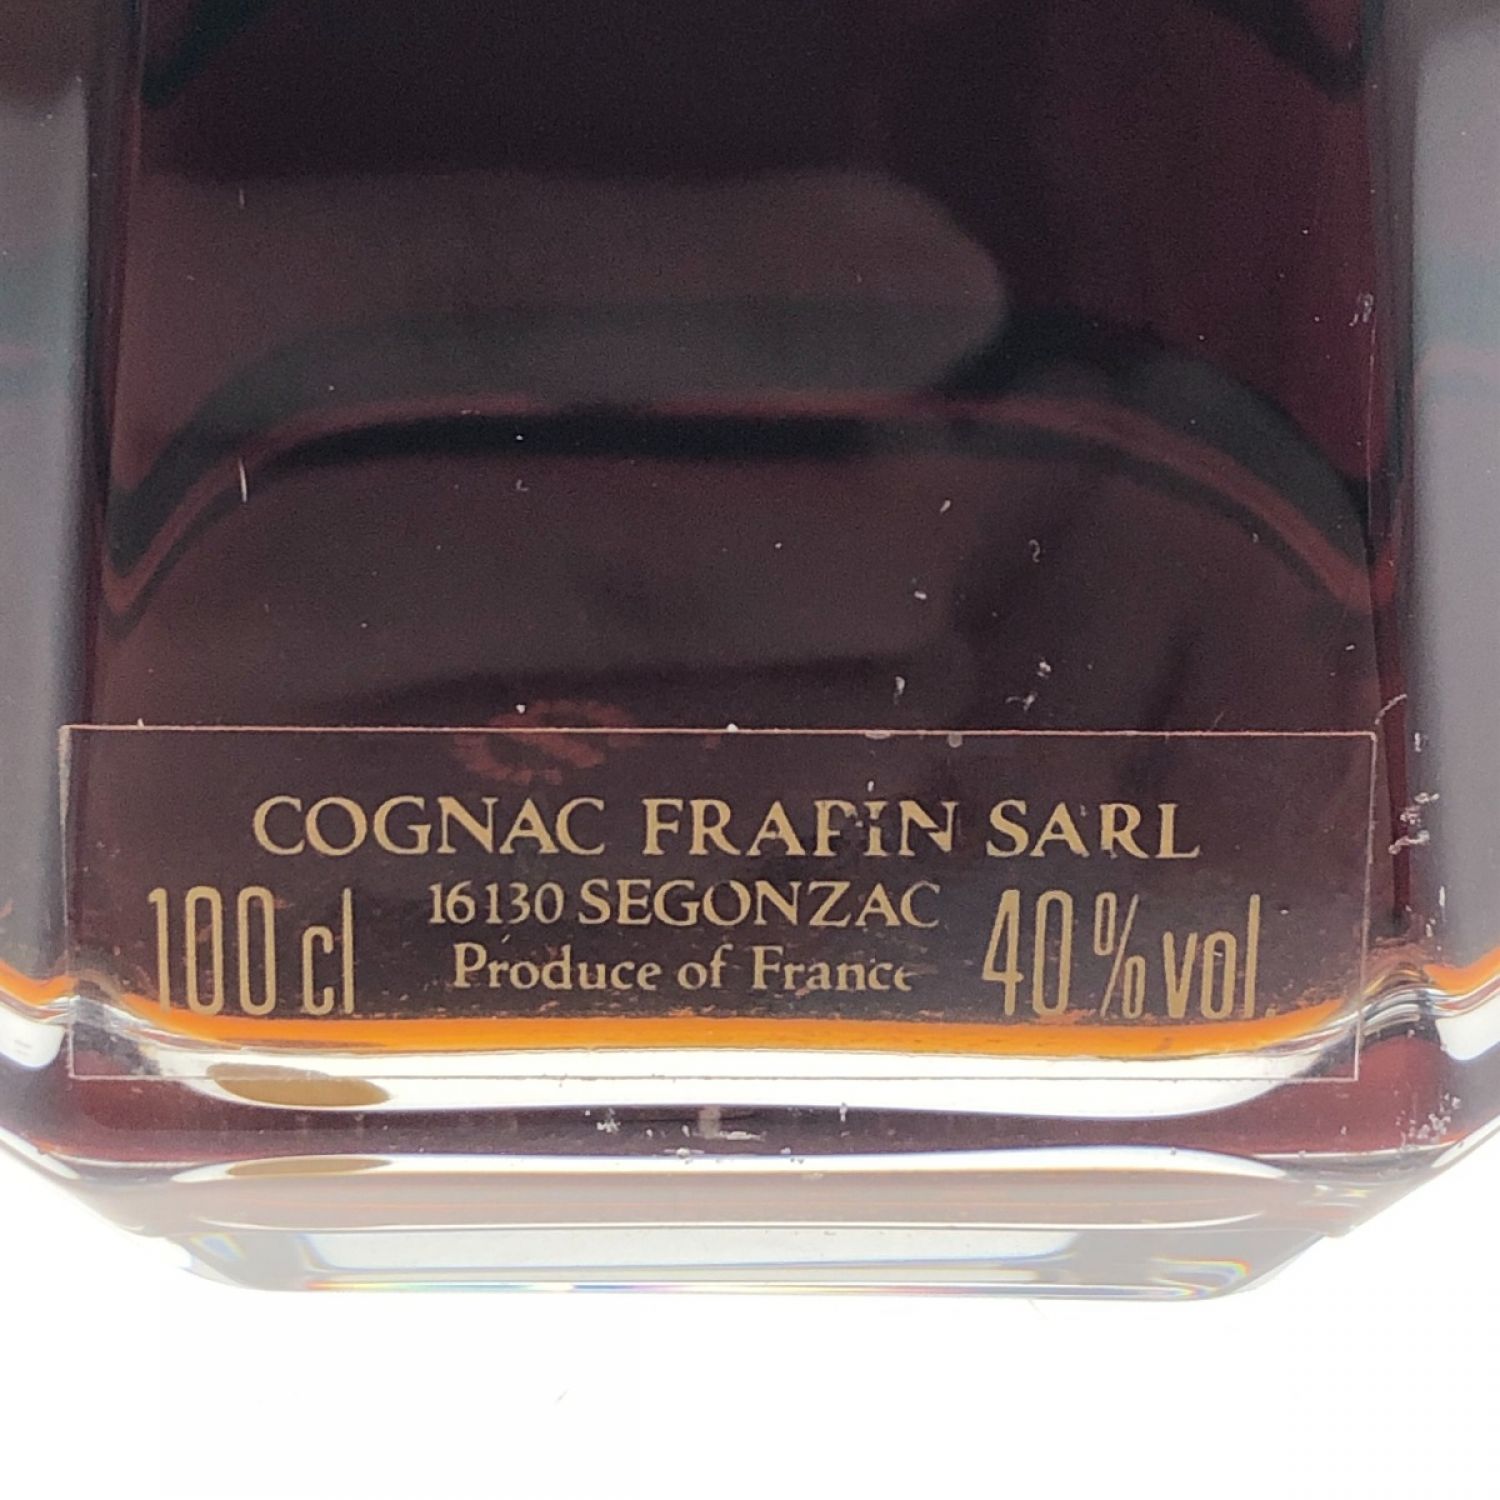 COGNAC FRAPIN SARL
100 cl 16130 SEGONZAC 40% vol.
Produce of France